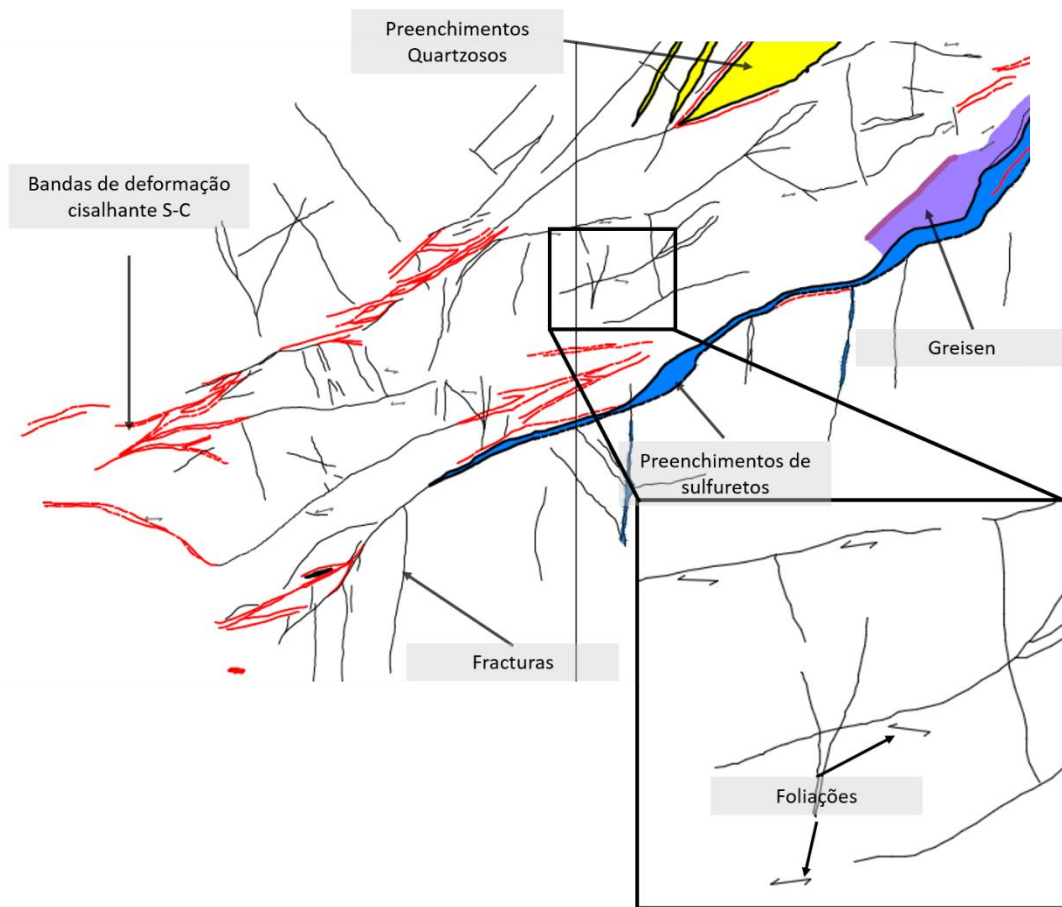 Preenchimentos
Quartzosos
Bandas de deformação
cisalhante S-C
Greisen
Preenchimentos de
sulfuretos
Fracturas
Foliações